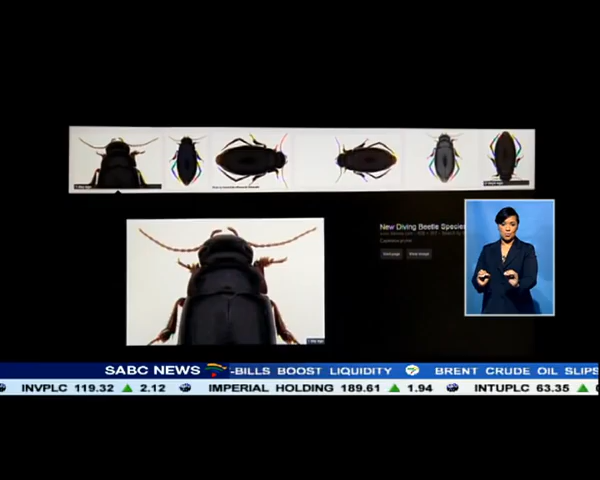 New Diving Beetle Species
SABC NEWS -BILLS BOOST LIQUIDITY BRENT CRUDE OIL SLIPS
INVPLC 119.32 2.12 IMPERIAL HOLDING 189.61 1.94 INTUPLC 63.35